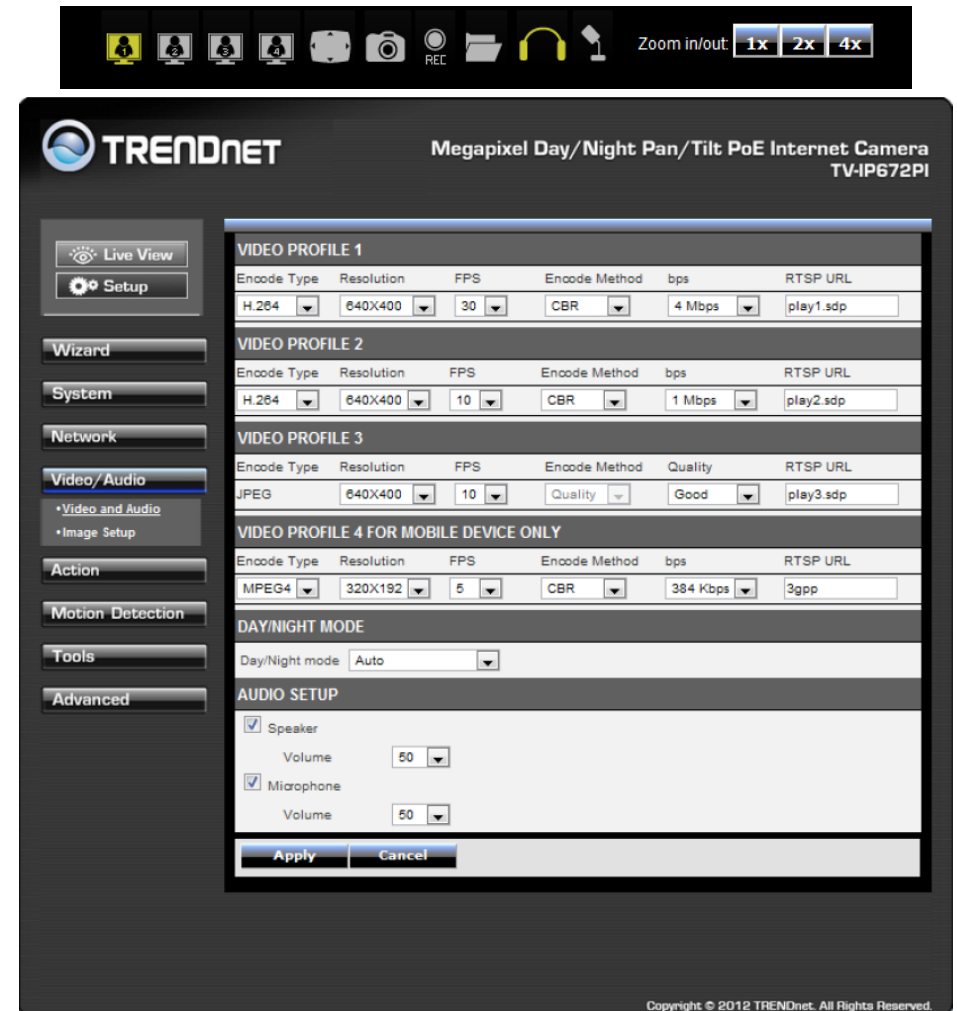 1 2 3 4 REC Zoom in/out: 1x 2x 4x
TRENDNET
Megapixel Day/Night Pan/Tilt PoE Internet Camera
TV-IP672PI
Live View
Setup
Wizard
System
Network
Video/Audio
•Video and Audio
•Image Setup
Action
Motion Detection
Tools
Advanced
VIDEO PROFILE 1
Encode Type Resolution FPS Encode Method bps RTSP URL
H.264 640X400 30 CBR 4 Mbps play1.sdp
VIDEO PROFILE 2
Encode Type Resolution FPS Encode Method bps RTSP URL
H.264 640X400 10 CBR 1 Mbps play2.sdp
VIDEO PROFILE 3
Encode Type Resolution FPS Encode Method Quality RTSP URL
JPEG 640X400 10 Quality Good play3.sdp
VIDEO PROFILE 4 FOR MOBILE DEVICE ONLY
Encode Type Resolution FPS Encode Method bps RTSP URL
MPEG4 320X192 5 CBR 384 Kbps 3gpp
DAY/NIGHT MODE
Day/Night mode Auto
AUDIO SETUP
Speaker
Volume 50
Microphone
Volume 50
Apply Cancel
Copyright © 2012 TRENDnet. All Rights Reserved.